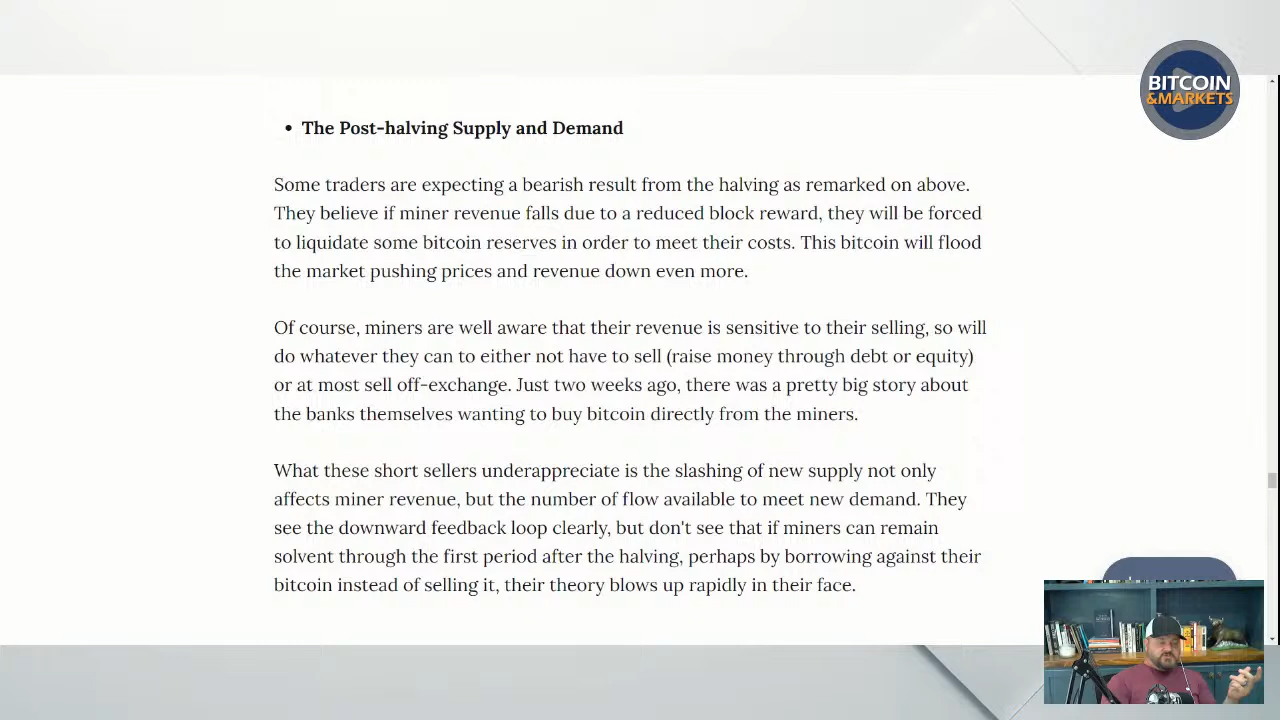 BITCOIN
&MARKETS
• The Post-halving Supply and Demand
Some traders are expecting a bearish result from the halving as remarked on above.
They believe if miner revenue falls due to a reduced block reward, they will be forced
to liquidate some bitcoin reserves in order to meet their costs. This bitcoin will flood
the market pushing prices and revenue down even more.
Of course, miners are well aware that their revenue is sensitive to their selling, so will
do whatever they can to either not have to sell (raise money through debt or equity)
or at most sell off-exchange. Just two weeks ago, there was a pretty big story about
the banks themselves wanting to buy bitcoin directly from the miners.
What these short sellers underappreciate is the slashing of new supply not only
affects miner revenue, but the number of flow available to meet new demand. They
see the downward feedback loop clearly, but don't see that if miners can remain
solvent through the first period after the halving, perhaps by borrowing against their
bitcoin instead of selling it, their theory blows up rapidly in their face.